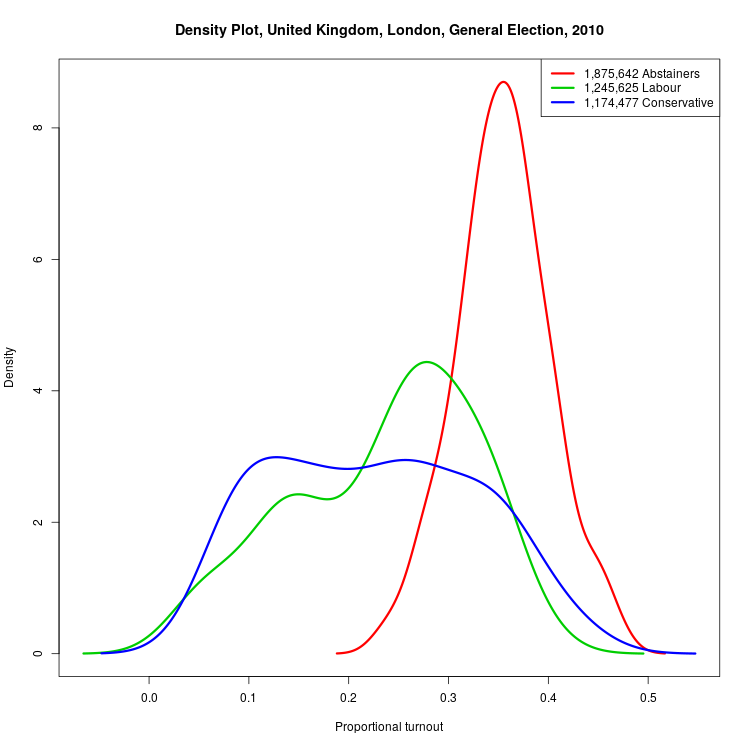 Density Plot, United Kingdom, London, General Election, 2010
1,875,642 Abstainers
1,245,625 Labour
1,174,477 Conservative
Density
8
6
4
2
0
0.0 0.1 0.2 0.3 0.4 0.5
Proportional turnout